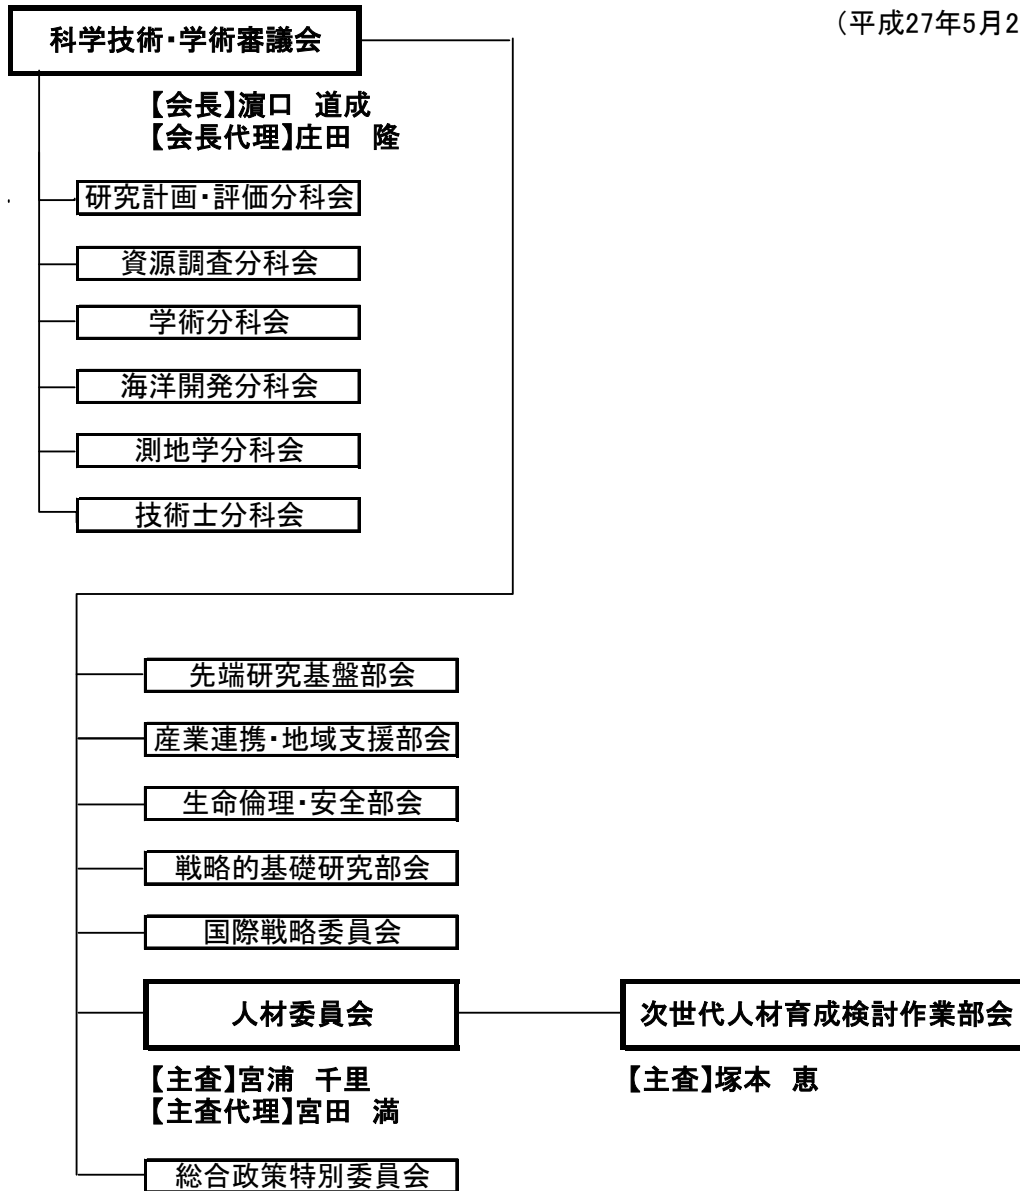 科学技術・学術審議会
(平成27年5月2
【会長】濵口　道成
【会長代理】庄田　隆
研究計画・評価分科会
資源調査分科会
学術分科会
海洋開発分科会
測地学分科会
技術士分科会
先端研究基盤部会
産業連携・地域支援部会
生命倫理・安全部会
戦略的基礎研究部会
国際戦略委員会
人材委員会
次世代人材育成検討作業部会
【主査】宮浦　千里
【主査代理】宮田　満
【主査】塚本　恵
総合政策特別委員会